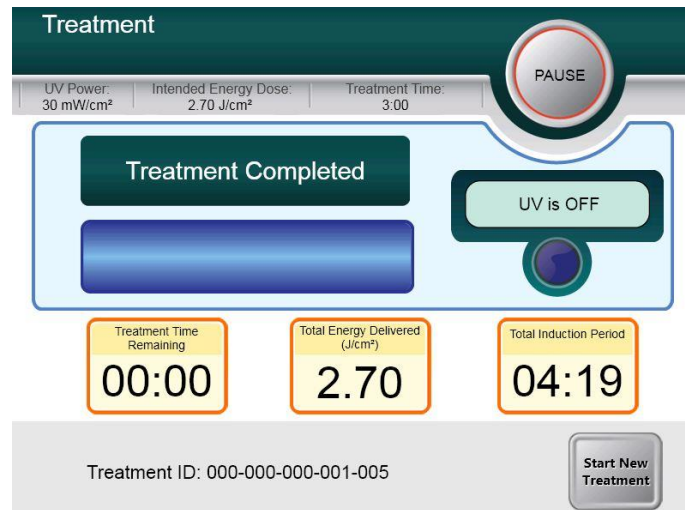 Treatment
PAUSE
UV Power:
30 mW/cm²
Intended Energy Dose:
2.70 J/cm²
Treatment Time:
3:00
Treatment Completed
UV is OFF
Treatment Time
Remaining
00:00
Total Energy Delivered
(J/cm²)
2.70
Total Induction Period
04:19
Treatment ID: 000-000-000-001-005
Start New
Treatment